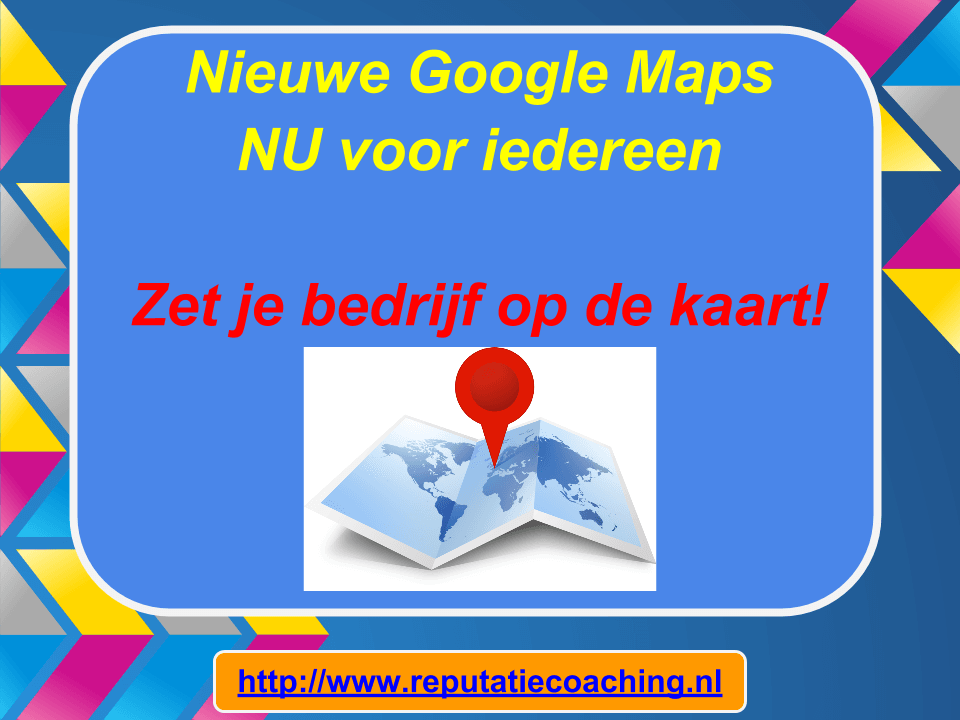 Nieuwe Google Maps
NU voor iedereen
Zet je bedrijf op de kaart!
http://www.reputatiecoaching.nl